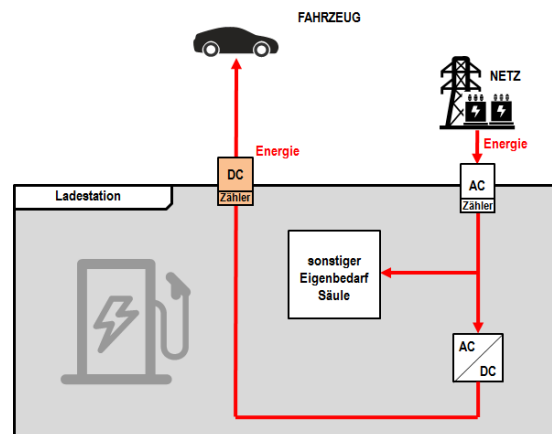 FAHRZEUG
NETZ
Energie
Energie
DC
Zähler
AC
Zähler
Ladestation
sonstiger
Eigenbedarf
Säule
AC
DC